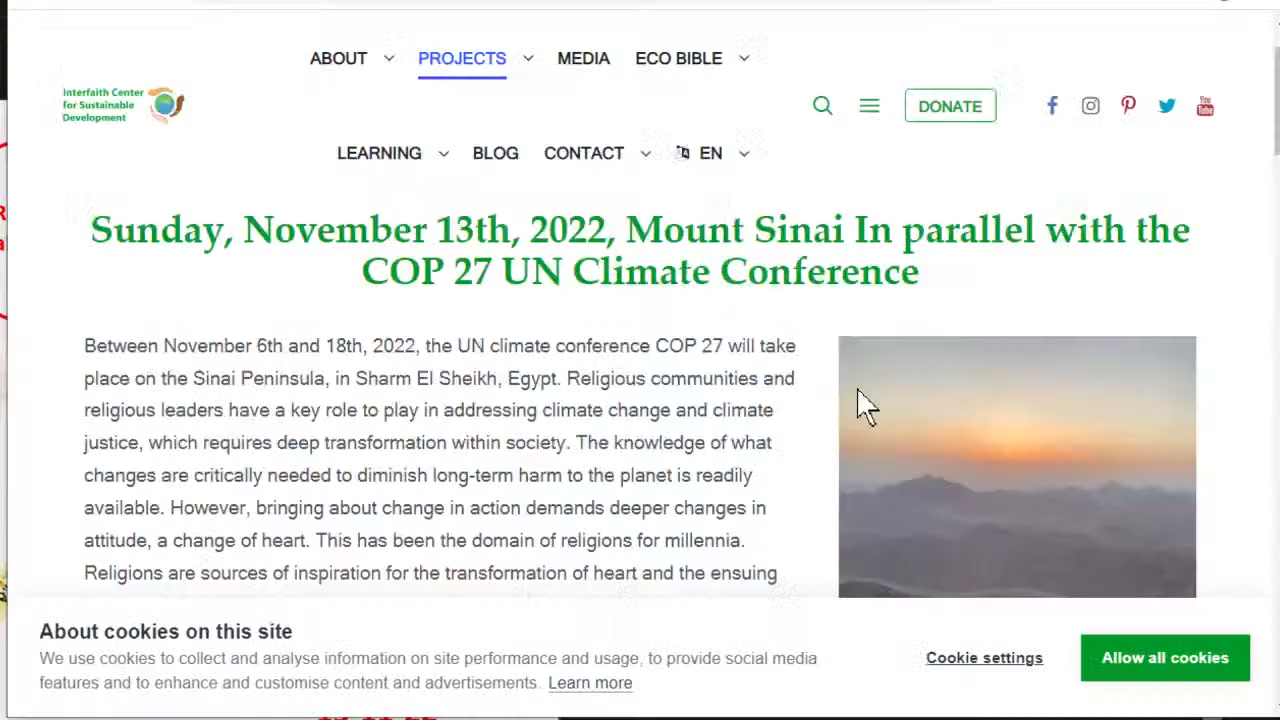 ABOUT PROJECTS MEDIA ECO BIBLE
Interfaith Center
for Sustainable
Development
DONATE
You
Tube
LEARNING BLOG CONTACT EN
Sunday, November 13th, 2022, Mount Sinai In parallel with the
COP 27 UN Climate Conference
Between November 6th and 18th, 2022, the UN climate conference COP 27 will take
place on the Sinai Peninsula, in Sharm El Sheikh, Egypt. Religious communities and
religious leaders have a key role to play in addressing climate change and climate
justice, which requires deep transformation within society. The knowledge of what
changes are critically needed to diminish long-term harm to the planet is readily
available. However, bringing about change in action demands deeper changes in
attitude, a change of heart. This has been the domain of religions for millennia.
Religions are sources of inspiration for the transformation of heart and the ensuing
About cookies on this site
We use cookies to collect and analyse information on site performance and usage, to provide social media
features and to enhance and customise content and advertisements. Learn more
Cookie settings
Allow all cookies